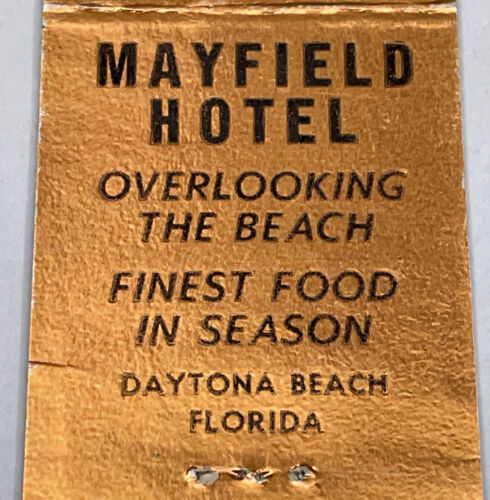 MAYFIELD
HOTEL
OVERLOOKING
THE BEACH
FINEST FOOD
IN SEASON
DAYTONA BEACH
FLORIDA